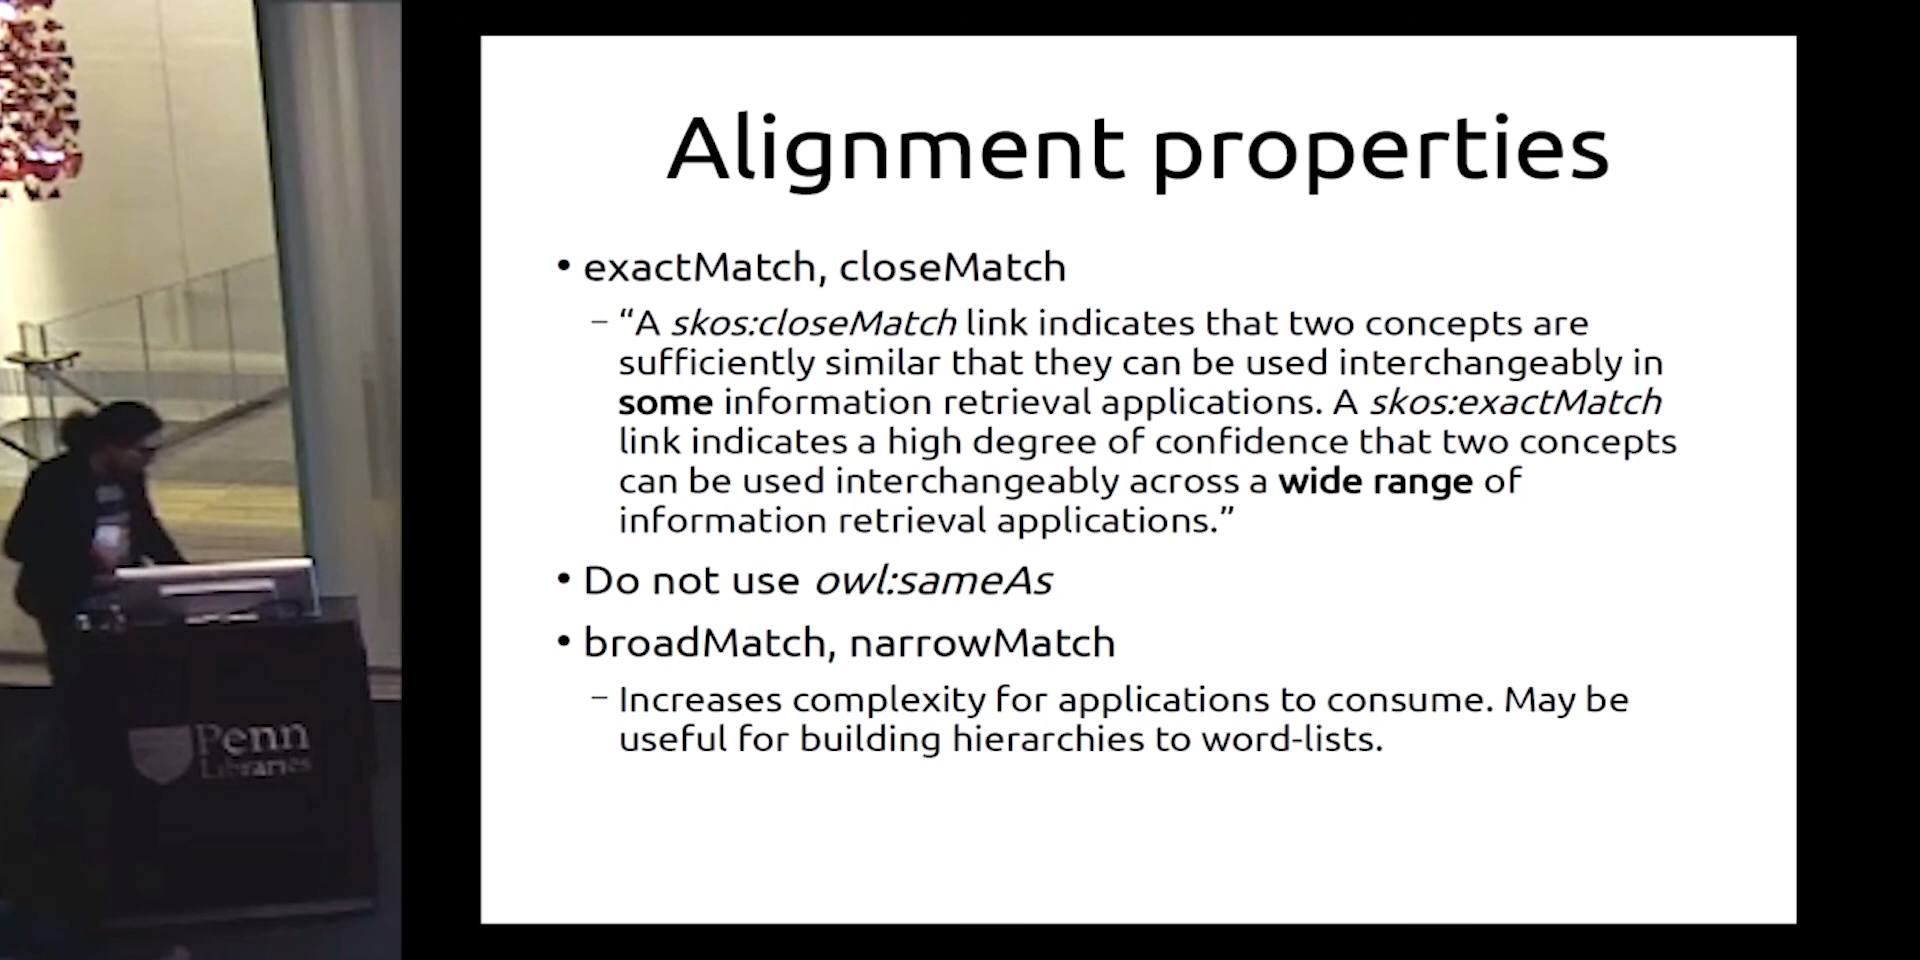 Alignment properties
• exactMatch, closeMatch
– “A skos:closeMatch link indicates that two concepts are
sufficiently similar that they can be used interchangeably in
some information retrieval applications. A skos:exactMatch
link indicates a high degree of confidence that two concepts
can be used interchangeably across a wide range of
information retrieval applications.”
• Do not use owl:sameAs
• broadMatch, narrowMatch
– Increases complexity for applications to consume. May be
useful for building hierarchies to word-lists.
Penn
Libraries